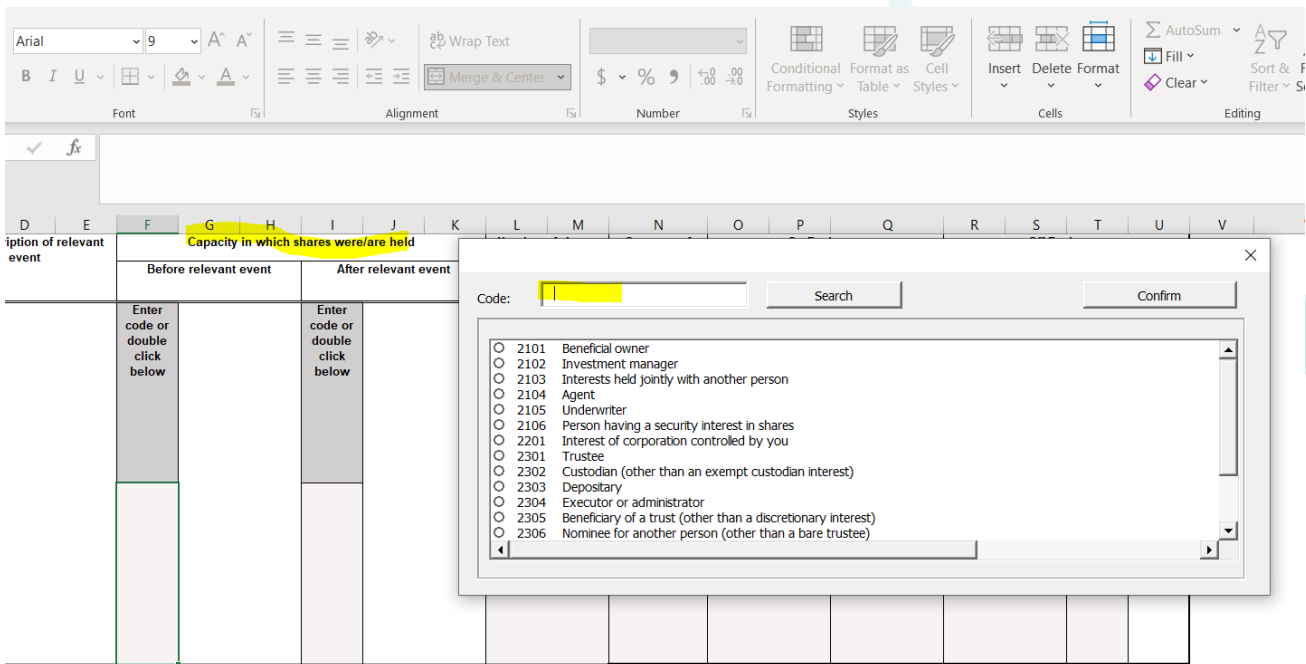 Arial 9 A^ A˅ ab Wrap Text AutoSum
Fill
B I U A Merge & Center $ % 9 .00 .00 Conditional Format as Cell Insert Delete Format Sort &
Formatting Table Styles Clear Filter
Font Alignment Number Styles Cells Editing
fx
D E F G H I J K L M N O P Q R S T U V
iption of relevant Capacity in which shares were/are held
event
Before relevant event After relevant event
Code: Search Confirm
Enter Enter
code or code or
double double
click click
below below
2101 Beneficial owner
2102 Investment manager
2103 Interests held jointly with another person
2104 Agent
2105 Underwriter
2106 Person having a security interest in shares
2201 Interest of corporation controlled by you
2301 Trustee
2302 Custodian (other than an exempt custodian interest)
2303 Depositary
2304 Executor or administrator
2305 Beneficiary of a trust (other than a discretionary interest)
2306 Nominee for another person (other than a bare trustee)